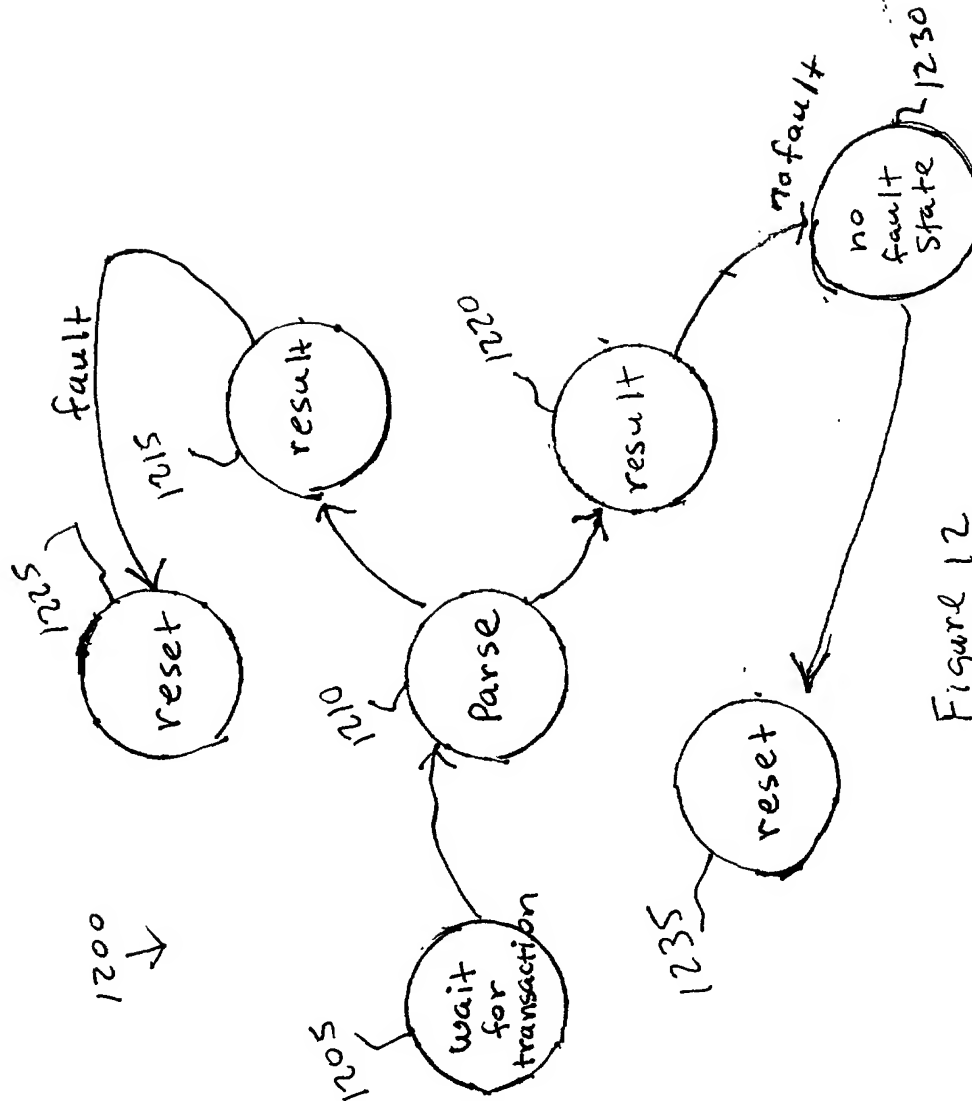 1200
1205
wait
for
transaction
1210
Parse
1225
reset
fault
1215
result
1220
result
no fault
no
fault
State
1230
1235
reset
Figure 12